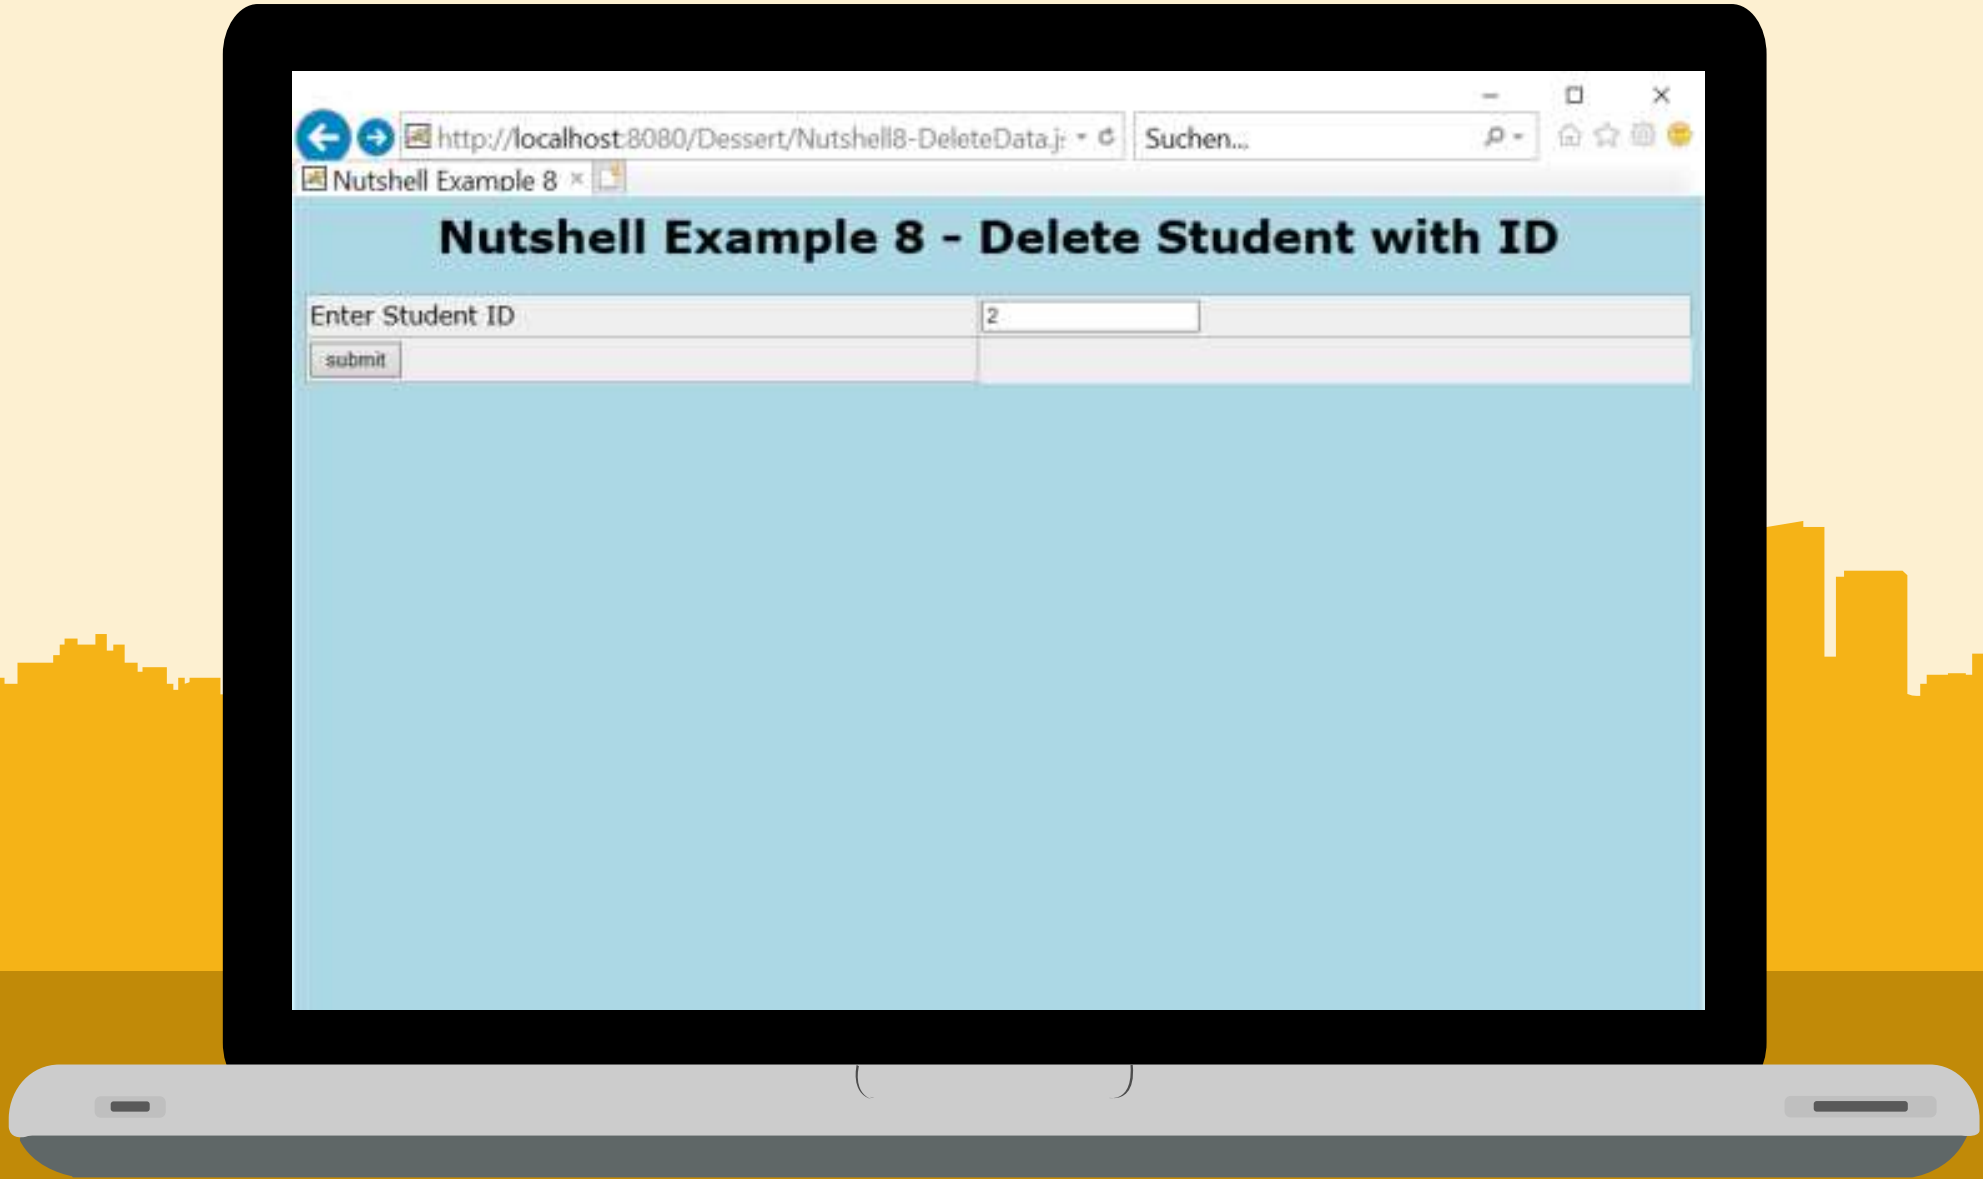 http://localhost:8080/Dessert/Nutshell8-DeleteData.j
Suchen...
Nutshell Example 8
Nutshell Example 8 - Delete Student with ID
Enter Student ID
2
submit